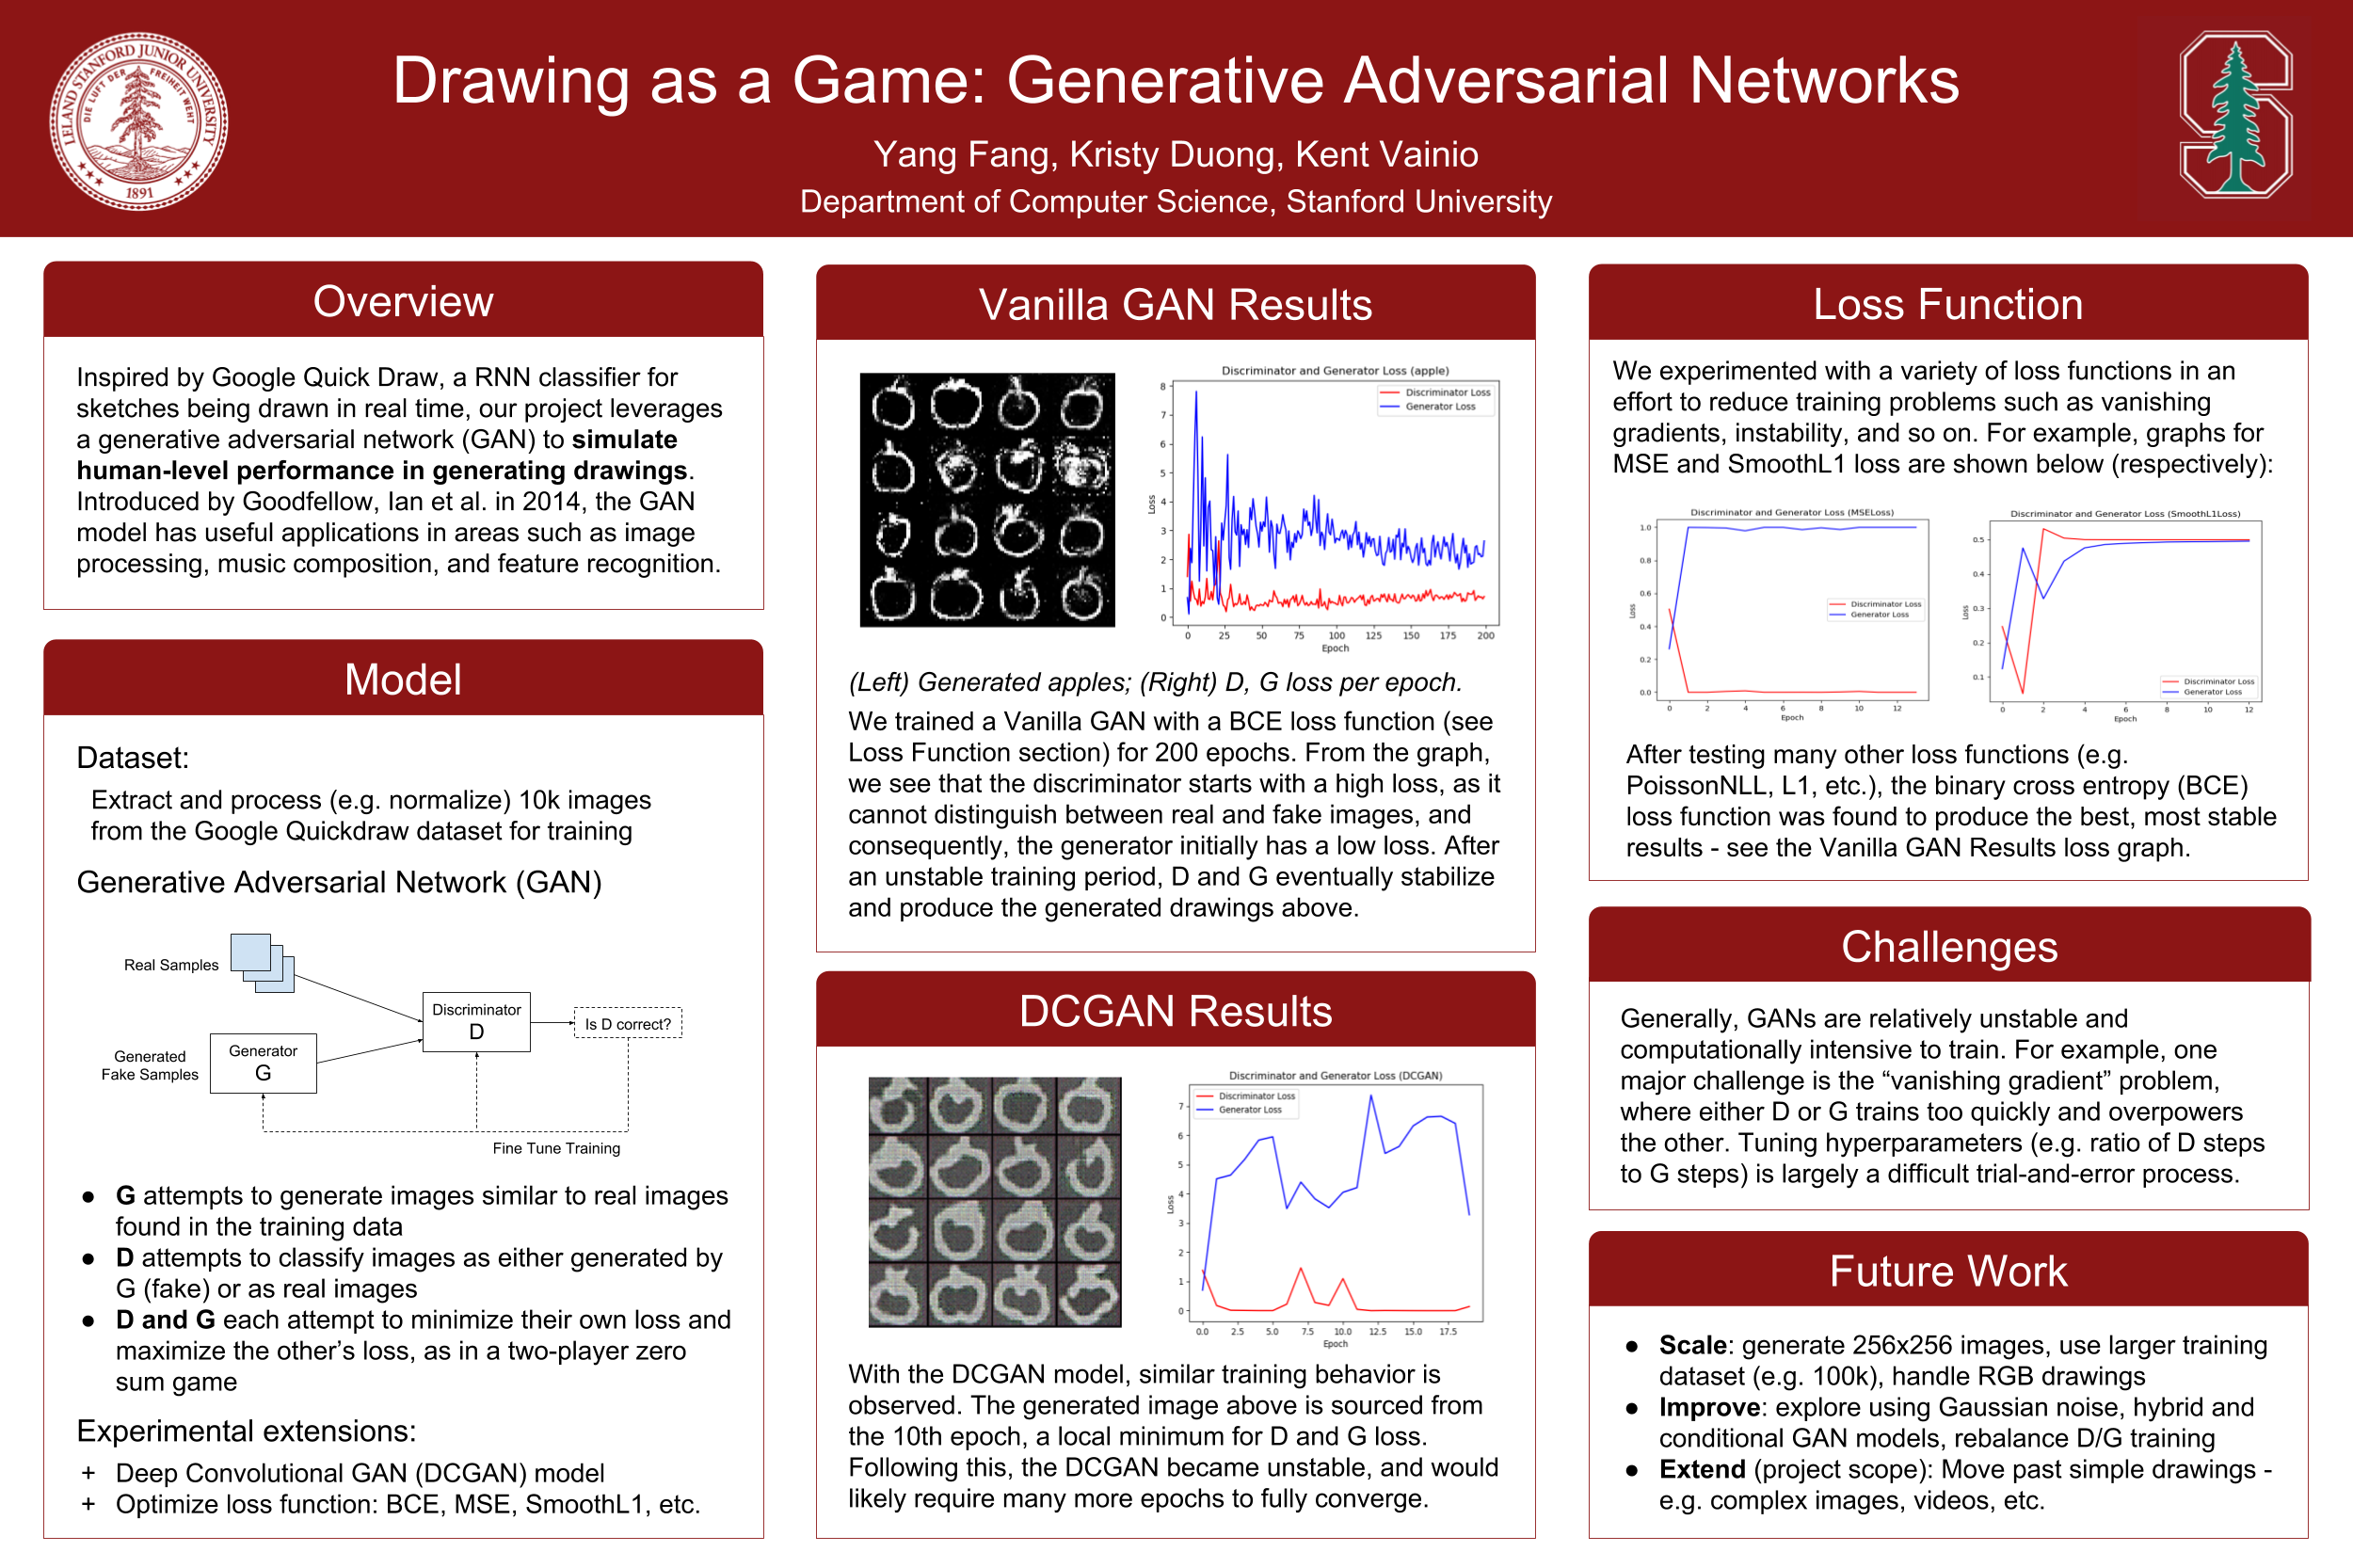 LELAND STANFORD JUNIOR UNIVERSITY
DIE LUFT DER FREIHEIT WEHT
1891
Drawing as a Game: Generative Adversarial Networks
Yang Fang, Kristy Duong, Kent Vainio
Department of Computer Science, Stanford University
Overview
Inspired by Google Quick Draw, a RNN classifier for
sketches being drawn in real time, our project leverages
a generative adversarial network (GAN) to simulate
human-level performance in generating drawings.
Introduced by Goodfellow, Ian et al. in 2014, the GAN
model has useful applications in areas such as image
processing, music composition, and feature recognition.
Model
Dataset:
Extract and process (e.g. normalize) 10k images
from the Google Quickdraw dataset for training
Generative Adversarial Network (GAN)
Real Samples
Discriminator
D
Is D correct?
Generated
Fake Samples
Generator
G
Fine Tune Training
● G attempts to generate images similar to real images
found in the training data
● D attempts to classify images as either generated by
G (fake) or as real images
● D and G each attempt to minimize their own loss and
maximize the other's loss, as in a two-player zero
sum game
Experimental extensions:
+ Deep Convolutional GAN (DCGAN) model
+ Optimize loss function: BCE, MSE, SmoothL1, etc.
Vanilla GAN Results
Discriminator and Generator Loss (apple)
Discriminator Loss
Generator Loss
8
7
6
5
4
3
2
1
0
Loss
0 25 50 75 100 125 150 175 200
Epoch
(Left) Generated apples; (Right) D, G loss per epoch.
We trained a Vanilla GAN with a BCE loss function (see
Loss Function section) for 200 epochs. From the graph,
we see that the discriminator starts with a high loss, as it
cannot distinguish between real and fake images, and
consequently, the generator initially has a low loss. After
an unstable training period, D and G eventually stabilize
and produce the generated drawings above.
DCGAN Results
Discriminator and Generator Loss (DCGAN)
Discriminator Loss
Generator Loss
7
6
5
4
3
2
1
0
Loss
0.0 2.5 5.0 7.5 10.0 12.5 15.0 17.5
Epoch
With the DCGAN model, similar training behavior is
observed. The generated image above is sourced from
the 10th epoch, a local minimum for D and G loss.
Following this, the DCGAN became unstable, and would
likely require many more epochs to fully converge.
Loss Function
We experimented with a variety of loss functions in an
effort to reduce training problems such as vanishing
gradients, instability, and so on. For example, graphs for
MSE and SmoothL1 loss are shown below (respectively):
Discriminator and Generator Loss (MSELoss)
1.0
0.8
0.6
0.4
0.2
0.0
Loss
Discriminator Loss
Generator Loss
0 2 4 6 8 10 12
Epoch
Discriminator and Generator Loss (SmoothL1Loss)
0.5
0.4
0.3
0.2
0.1
Loss
Discriminator Loss
Generator Loss
0 2 4 6 8 10 12
Epoch
After testing many other loss functions (e.g.
PoissonNLL, L1, etc.), the binary cross entropy (BCE)
loss function was found to produce the best, most stable
results - see the Vanilla GAN Results loss graph.
Challenges
Generally, GANs are relatively unstable and
computationally intensive to train. For example, one
major challenge is the “vanishing gradient” problem,
where either D or G trains too quickly and overpowers
the other. Tuning hyperparameters (e.g. ratio of D steps
to G steps) is largely a difficult trial-and-error process.
Future Work
● Scale: generate 256x256 images, use larger training
dataset (e.g. 100k), handle RGB drawings
● Improve: explore using Gaussian noise, hybrid and
conditional GAN models, rebalance D/G training
● Extend (project scope): Move past simple drawings -
e.g. complex images, videos, etc.